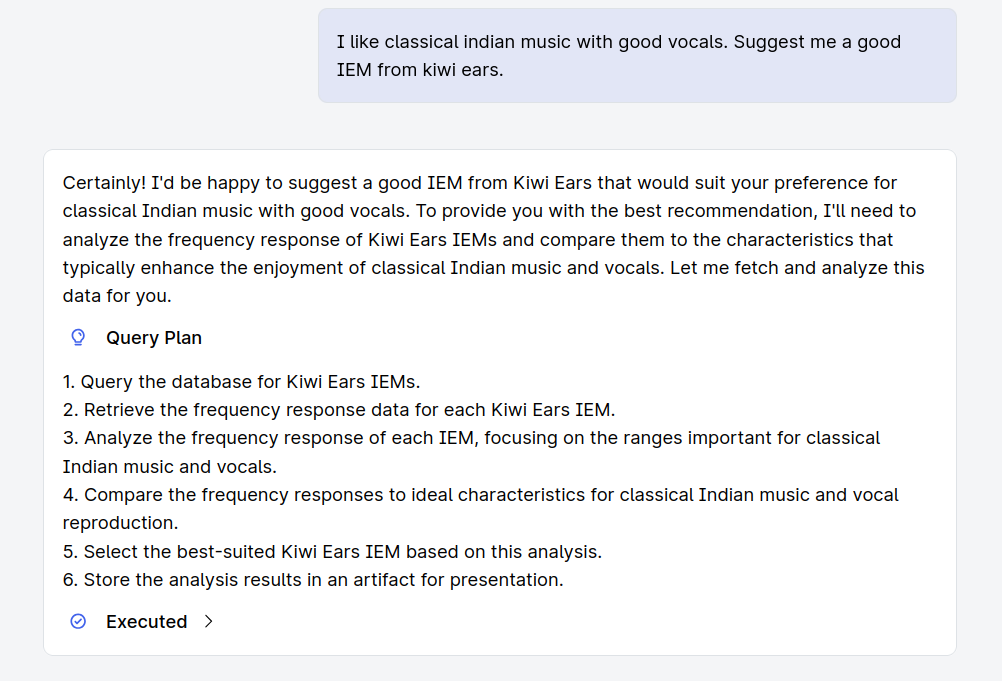 I like classical indian music with good vocals. Suggest me a good
IEM from kiwi ears.
Certainly! I'd be happy to suggest a good IEM from Kiwi Ears that would suit your preference for
classical Indian music with good vocals. To provide you with the best recommendation, I'll need to
analyze the frequency response of Kiwi Ears IEMs and compare them to the characteristics that
typically enhance the enjoyment of classical Indian music and vocals. Let me fetch and analyze this
data for you.
Query Plan
1. Query the database for Kiwi Ears IEMs.
2. Retrieve the frequency response data for each Kiwi Ears IEM.
3. Analyze the frequency response of each IEM, focusing on the ranges important for classical
Indian music and vocals.
4. Compare the frequency responses to ideal characteristics for classical Indian music and vocal
reproduction.
5. Select the best-suited Kiwi Ears IEM based on this analysis.
6. Store the analysis results in an artifact for presentation.
Executed